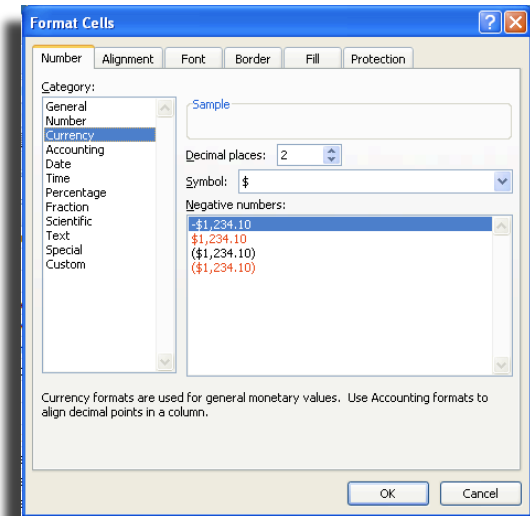 Format Cells
Number Alignment Font Border Fill Protection
Category:
General
Number
Currency
Accounting
Date
Time
Percentage
Fraction
Scientific
Text
Special
Custom
Sample
Decimal places: 2
Symbol: $
Negative numbers:
-$1,234.10
$1,234.10
($1,234.10)
($1,234.10)
Currency formats are used for general monetary values. Use Accounting formats to
align decimal points in a column.
OK Cancel